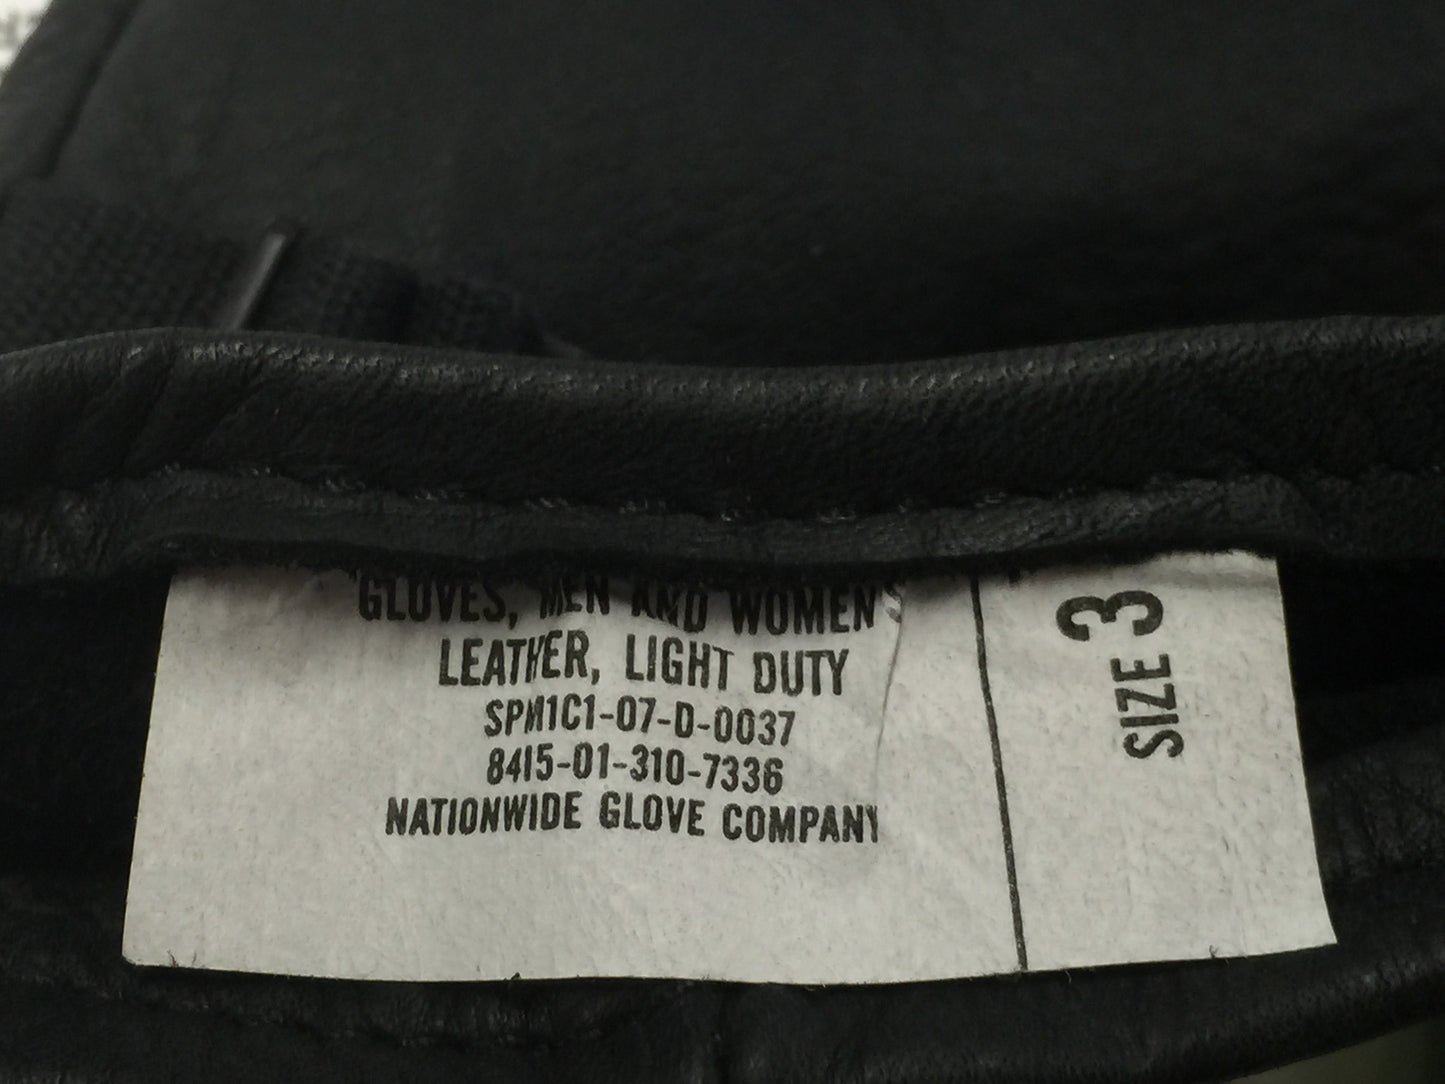 GLOVES, MEN AND WOMEN'S
LEATHER, LIGHT DUTY
SPM1C1-07-D-0037
8415-01-310-7336
NATIONWIDE GLOVE COMPANY
SIZE 3